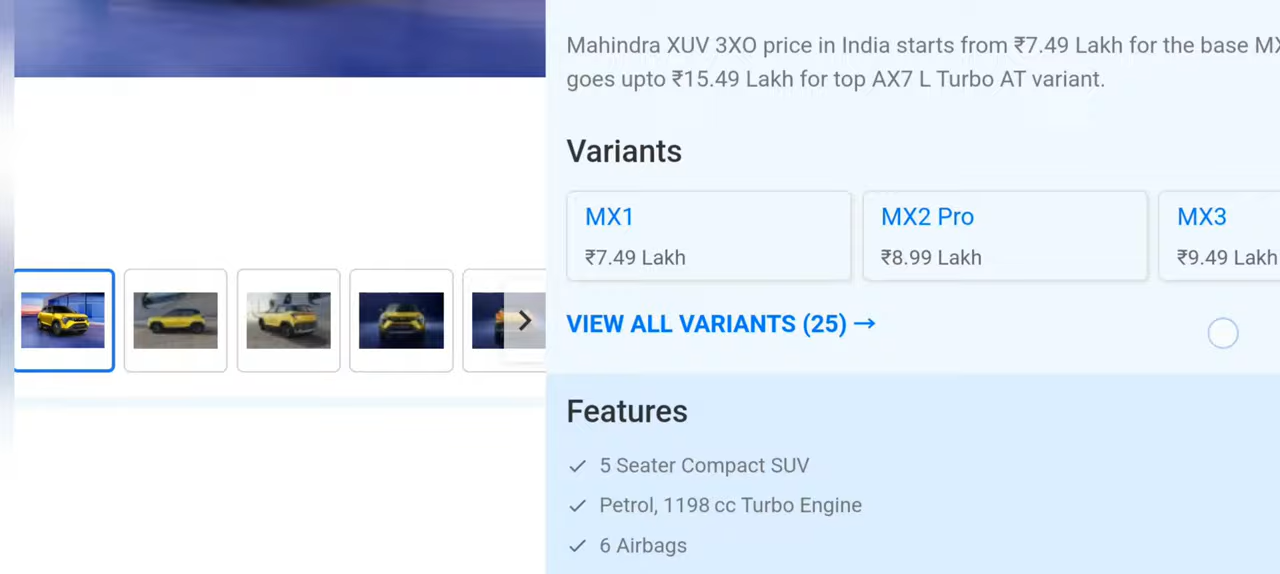 Mahindra XUV 3XO price in India starts from ₹7.49 Lakh for the base MX
goes upto ₹15.49 Lakh for top AX7 L Turbo AT variant.
Variants
MX1
₹7.49 Lakh
MX2 Pro
₹8.99 Lakh
MX3
₹9.49 Lakh
VIEW ALL VARIANTS (25) →
Features
✓ 5 Seater Compact SUV
✓ Petrol, 1198 cc Turbo Engine
✓ 6 Airbags